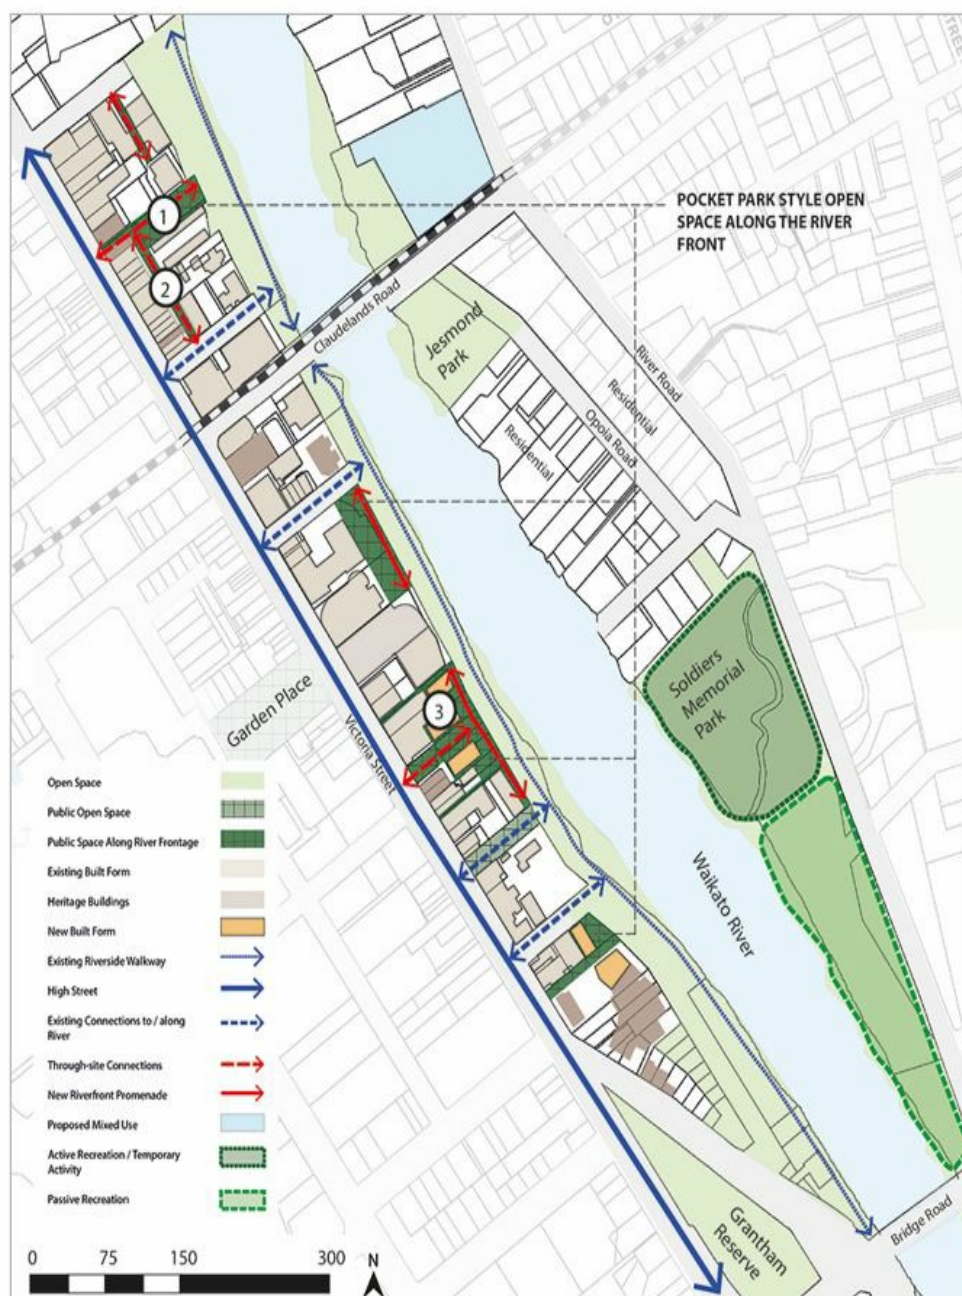 POCKET PARK STYLE OPEN
SPACE ALONG THE RIVER
FRONT
1
2
3
Claudelands Road
Jesmond
Park
River Road
Residential
Opoia Road
Residential
Soldiers
Memorial
Park
Garden Place
Victoria Street
Waikato River
Bridge Road
Grantham
Reserve
Open Space
Public Open Space
Public Space Along River Frontage
Existing Built Form
Heritage Buildings
New Built Form
Existing Riverside Walkway
High Street
Existing Connections to / along
River
Through-site Connections
New Riverfront Promenade
Proposed Mixed Use
Active Recreation / Temporary
Activity
Passive Recreation
0 75 150 300
N